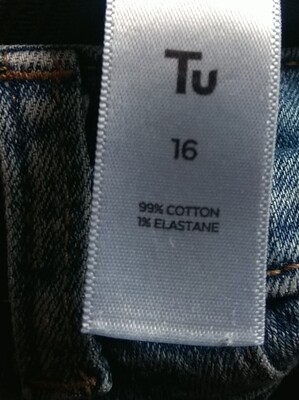 Tu
16
99% COTTON
1% ELASTANE